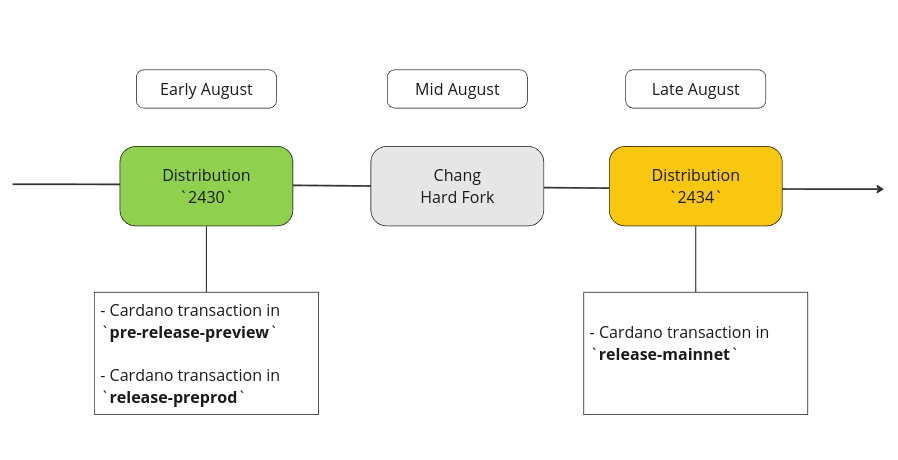 Early August
Mid August
Late August
Distribution
`2430`
Chang
Hard Fork
Distribution
`2434`
- Cardano transaction in
`pre-release-preview`
- Cardano transaction in
`release-preprod`
- Cardano transaction in
`release-mainnet`